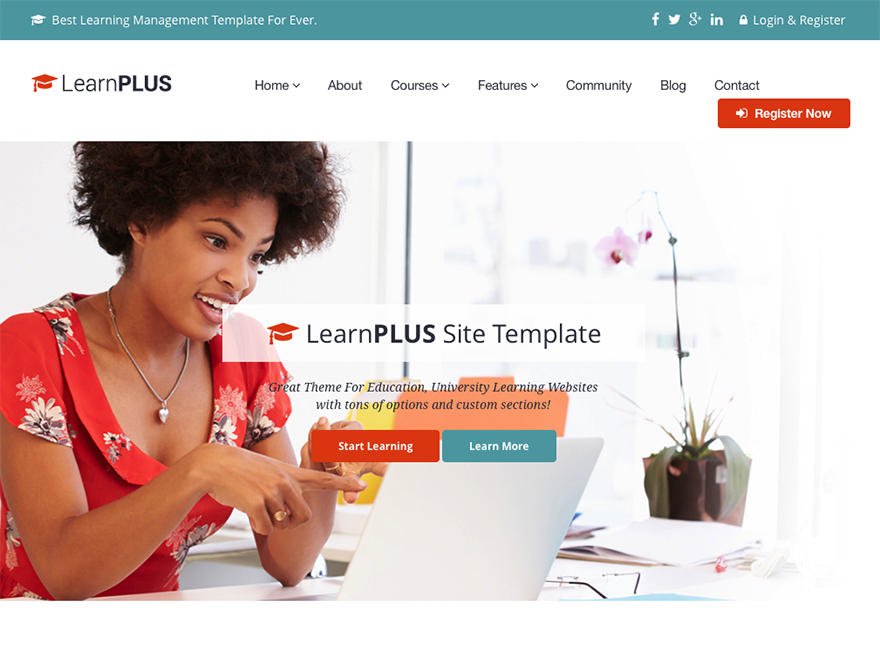 Best Learning Management Template For Ever.
Login & Register
LearnPLUS
Home About Courses Features Community Blog Contact
Register Now
LearnPLUS Site Template
Great Theme For Education, University Learning Websites
with tons of options and custom sections!
Start Learning Learn More